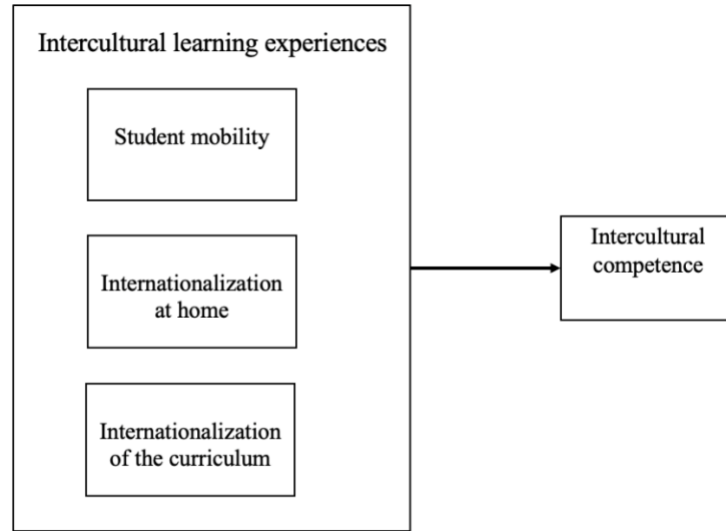 Intercultural learning experiences
Student mobility
Internationalization
at home
Internationalization
of the curriculum
Intercultural
competence